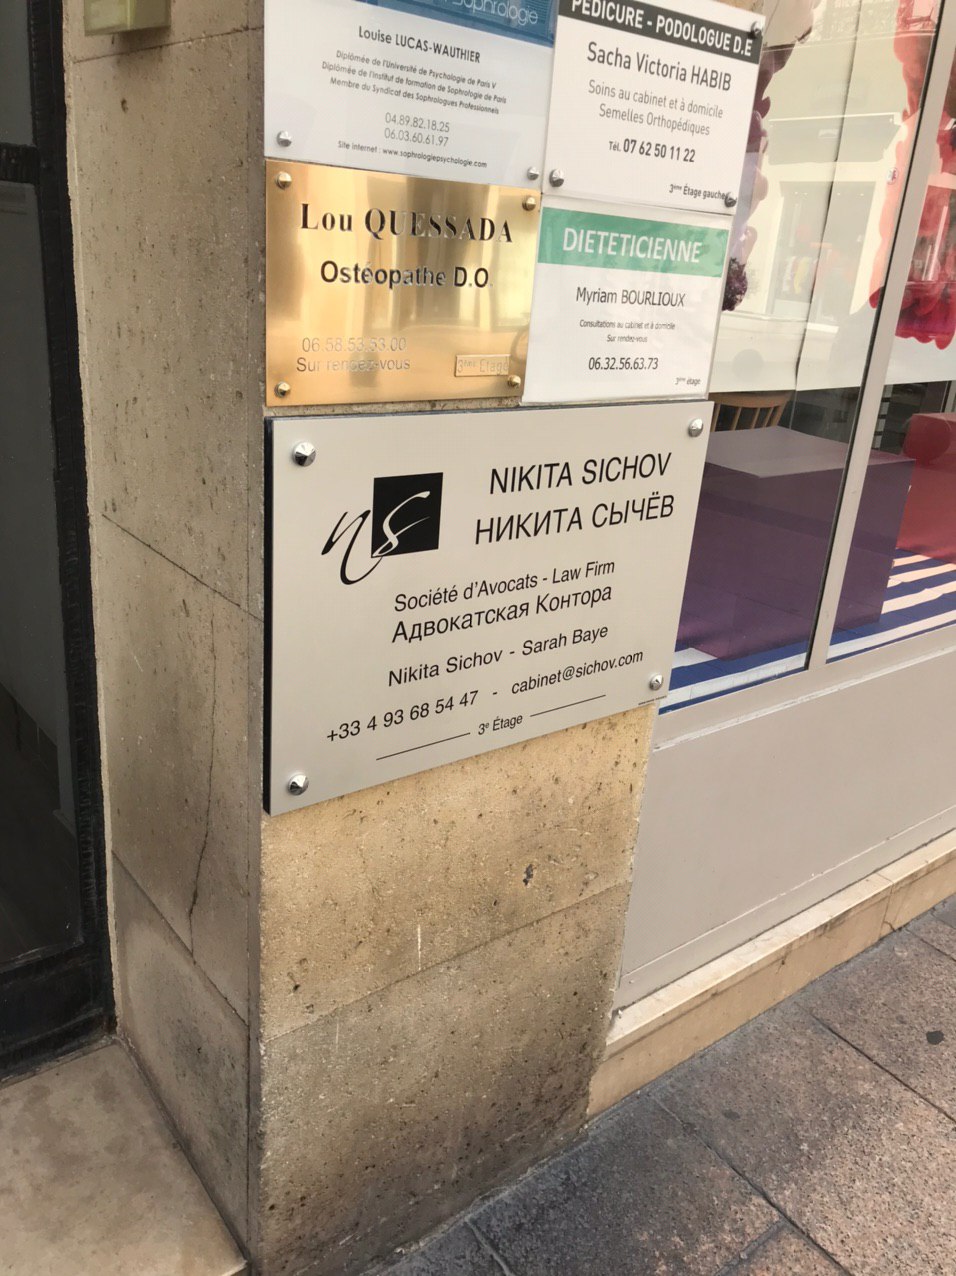 Sophrologie
Louise LUCAS-WAUTHIER
Diplômée de l'Université de Psychologie de Paris V
Diplômée de l'Institut de formation de Sophrologie de Paris
Membre du Syndicat des Sophrologues Professionnels
04.89.82.18.25
06.03.60.61.97
Site internet : www.sophrologiepsychologie.com
PEDICURE - PODOLOGUE D.E
Sacha Victoria HABIB
Soins au cabinet et à domicile
Semelles Orthopédiques
Tél. 07 62 50 11 22
3ème Étage gauche
Lou QUESSADA
Ostéopathe D.O.
06.58.53.53.00
Sur rendez-vous
3ème Etage
DIETETICIENNE
Myriam BOURLIOUX
Consultations au cabinet et à domicile
Sur rendez-vous
06.32.56.63.73
3ème étage
ns
NIKITA SICHOV
НИКИТА СЫЧЁВ
Société d'Avocats - Law Firm
Адвокатская Контора
Nikita Sichov - Sarah Baye
+33 4 93 68 54 47 - cabinet@sichov.com
3e Étage